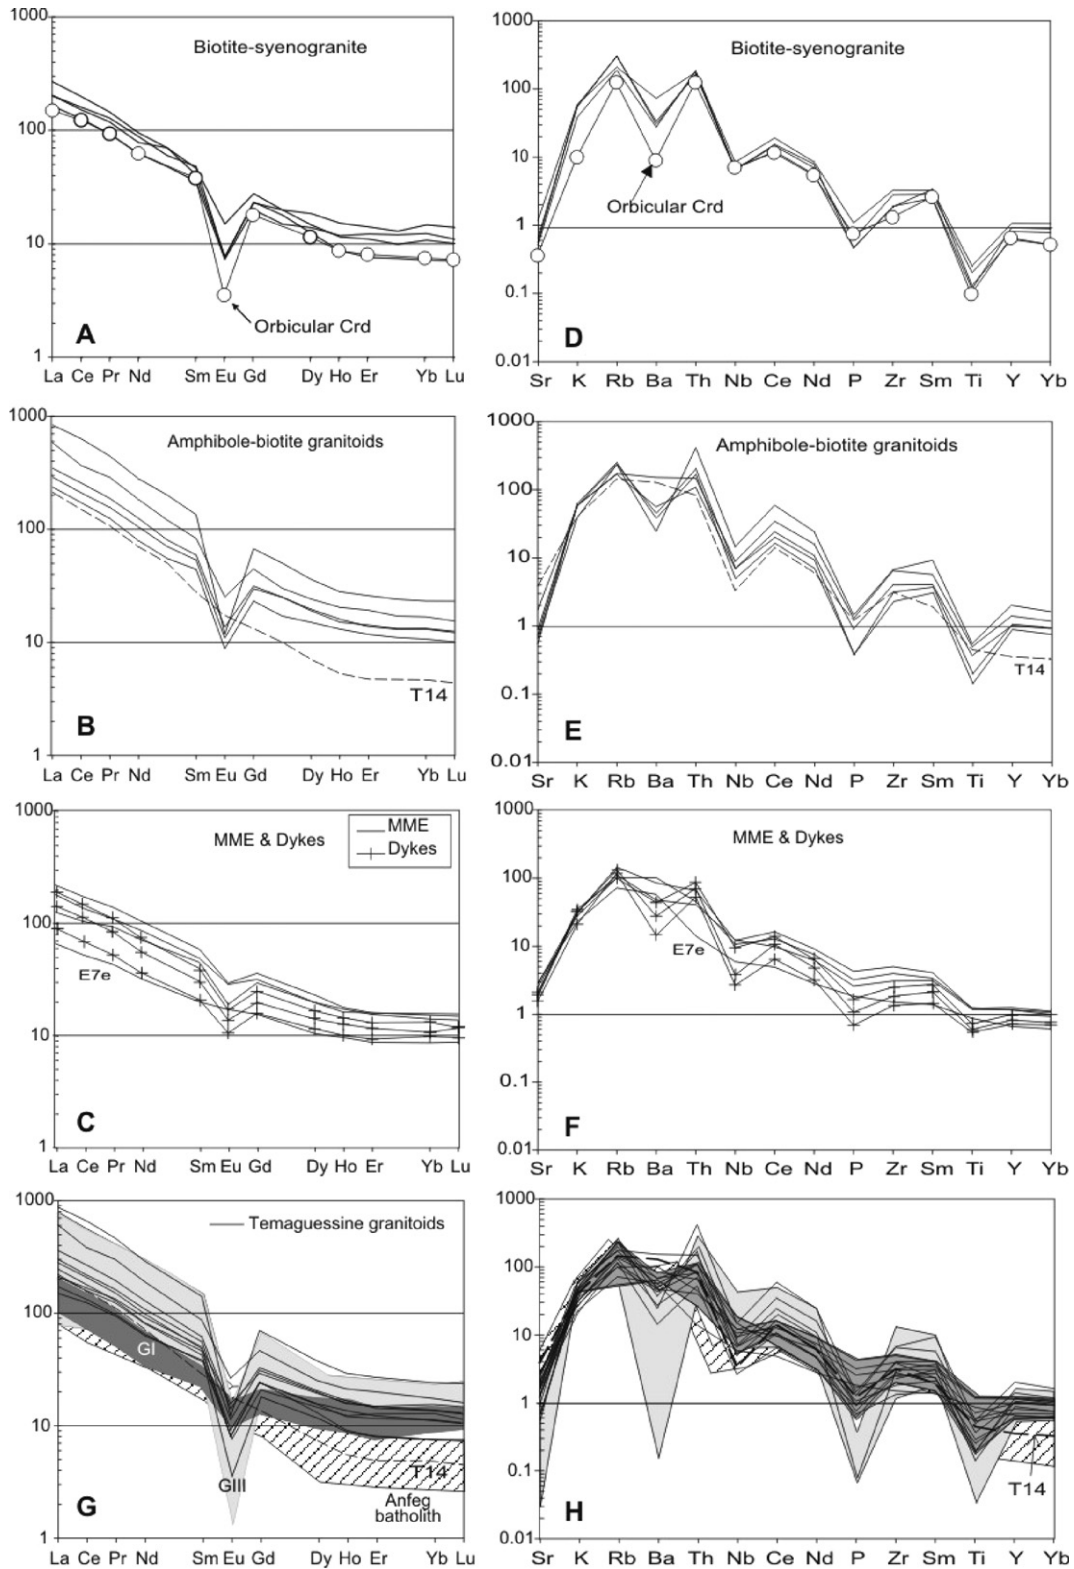 1000
Biotite-syenogranite
100
10
Orbicular Crd
A
1
La Ce Pr Nd Sm Eu Gd Dy Ho Er Yb Lu
1000
Biotite-syenogranite
100
10
Orbicular Crd
1
0.1
D
0.01
Sr K Rb Ba Th Nb Ce Nd P Zr Sm Ti Y Yb
1000
Amphibole-biotite granitoids
100
10
T14
B
1
La Ce Pr Nd Sm Eu Gd Dy Ho Er Yb Lu
1000
Amphibole-biotite granitoids
100
10
1
T14
0.1
E
0.01
Sr K Rb Ba Th Nb Ce Nd P Zr Sm Ti Y Yb
1000
MME & Dykes
MME
Dykes
100
E7e
10
C
1
La Ce Pr Nd Sm Eu Gd Dy Ho Er Yb Lu
1000
MME & Dykes
100
E7e
10
1
0.1
F
0.01
Sr K Rb Ba Th Nb Ce Nd P Zr Sm Ti Y Yb
1000
Temaguessine granitoids
100
GI
10
T14
GIII
Anfeg
batholith
G
1
La Ce Pr Nd Sm Eu Gd Dy Ho Er Yb Lu
1000
100
10
1
T14
0.1
H
0.01
Sr K Rb Ba Th Nb Ce Nd P Zr Sm Ti Y Yb